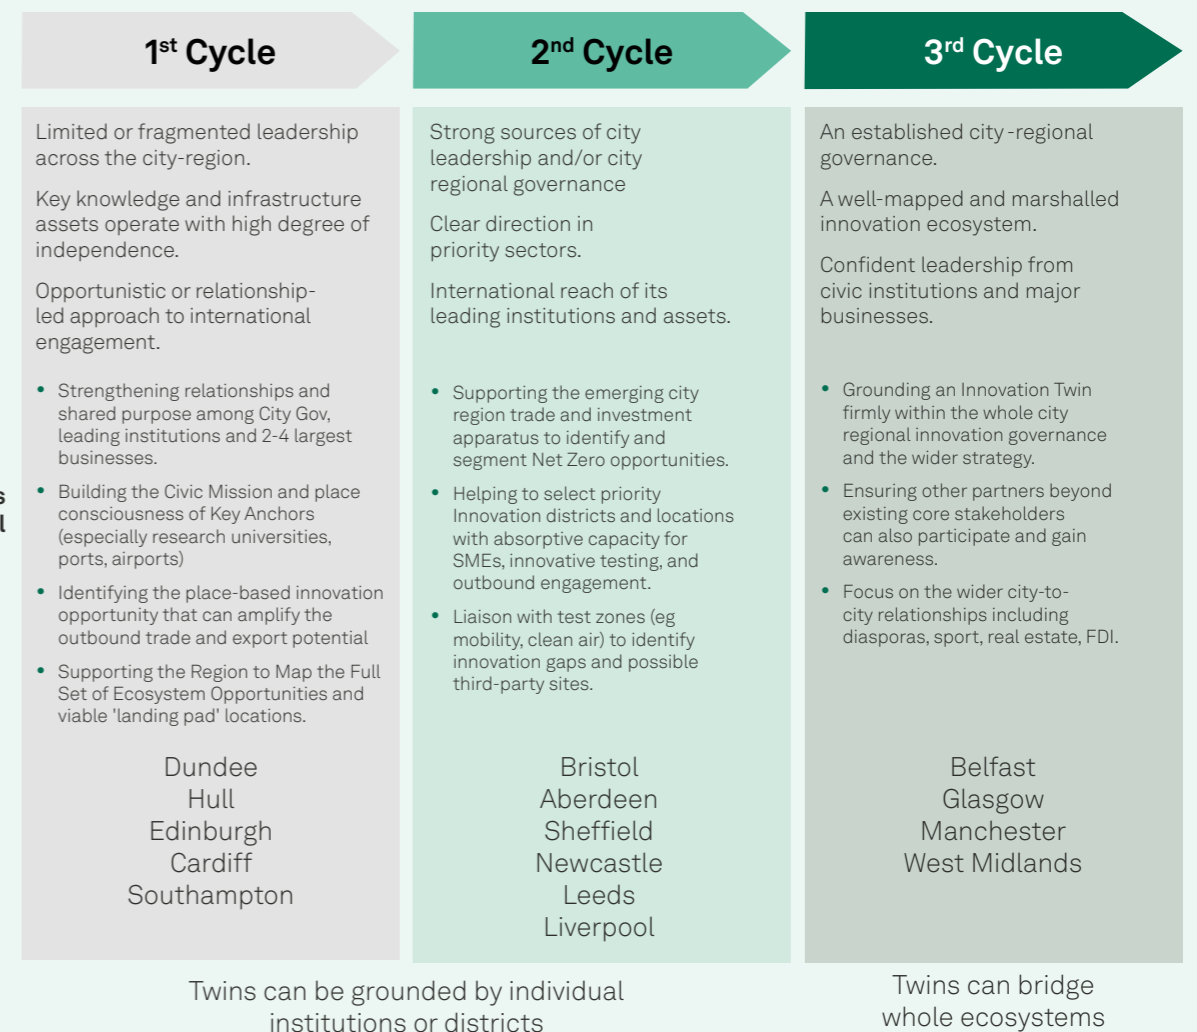 1st Cycle
Limited or fragmented leadership
across the city-region.
Key knowledge and infrastructure
assets operate with high degree of
independence.
Opportunistic or relationship-
led approach to international
engagement.
• Strengthening relationships and
shared purpose among City Gov,
leading institutions and 2-4 largest
businesses.
• Building the Civic Mission and place
consciousness of Key Anchors
(especially research universities,
ports, airports)
• Identifying the place-based innovation
opportunity that can amplify the
outbound trade and export potential
• Supporting the Region to Map the Full
Set of Ecosystem Opportunities and
viable 'landing pad' locations.
Dundee
Hull
Edinburgh
Cardiff
Southampton
2nd Cycle
Strong sources of city
leadership and/or city
regional governance
Clear direction in
priority sectors.
International reach of its
leading institutions and assets.
• Supporting the emerging city
region trade and investment
apparatus to identify and
segment Net Zero opportunities.
• Helping to select priority
Innovation districts and locations
with absorptive capacity for
SMEs, innovative testing, and
outbound engagement.
• Liaison with test zones (eg
mobility, clean air) to identify
innovation gaps and possible
third-party sites.
Bristol
Aberdeen
Sheffield
Newcastle
Leeds
Liverpool
3rd Cycle
An established city-regional
governance.
A well-mapped and marshalled
innovation ecosystem.
Confident leadership from
civic institutions and major
businesses.
• Grounding an Innovation Twin
firmly within the whole city
regional innovation governance
and the wider strategy.
• Ensuring other partners beyond
existing core stakeholders
can also participate and gain
awareness.
• Focus on the wider city-to-
city relationships including
diasporas, sport, real estate, FDI.
Belfast
Glasgow
Manchester
West Midlands
Twins can be grounded by individual
institutions or districts
Twins can bridge
whole ecosystems